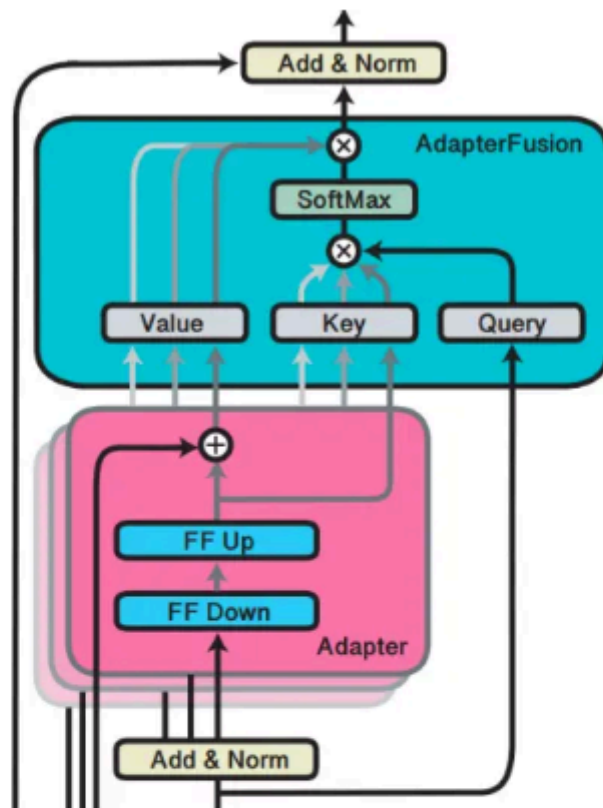 Add & Norm
AdapterFusion
SoftMax
Value
Key
Query
FF Up
FF Down
Adapter
Add & Norm